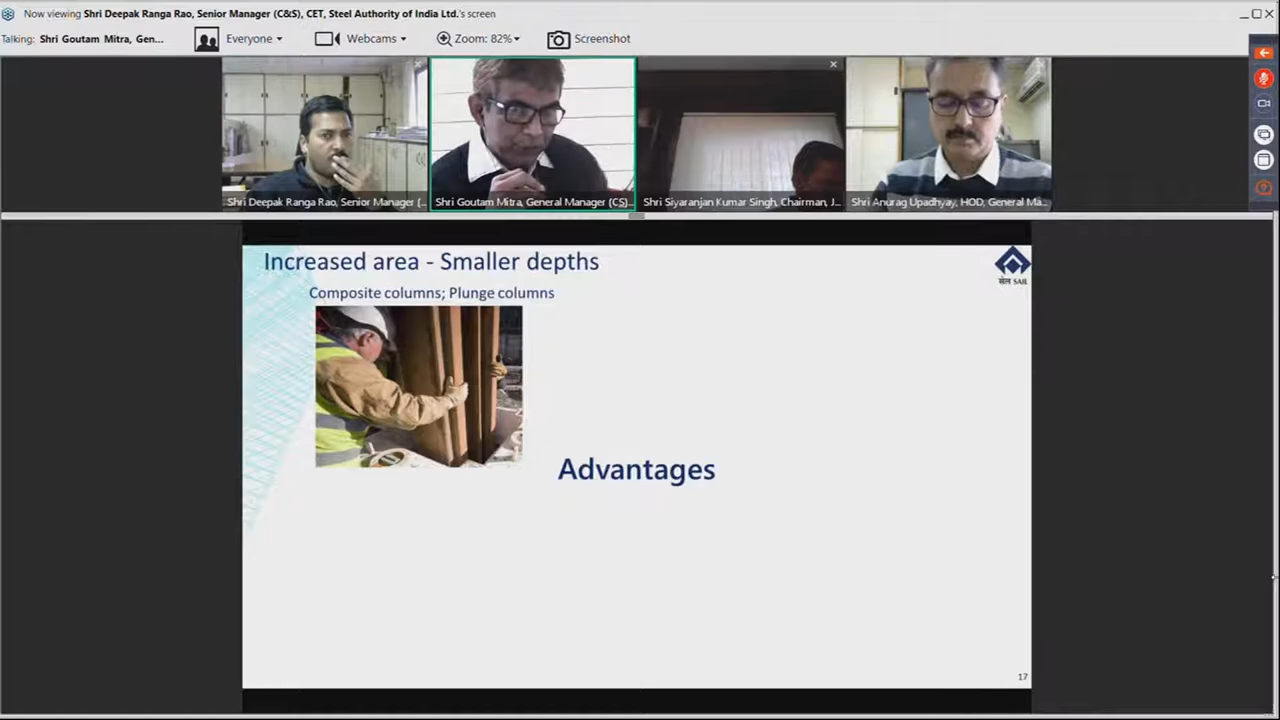 Now viewing Shri Deepak Ranga Rao, Senior Manager (C&S), CET, Steel Authority of India Ltd.'s screen
Talking: Shri Goutam Mitra, Gen...
Everyone
Webcams
Zoom: 82%
Screenshot
Shri Deepak Ranga Rao, Senior Manager (...
Shri Goutam Mitra, General Manager (CS)...
Shri Siyaranjan Kumar Singh, Chairman, J...
Shri Anurag Upadhyay, HOD, General Ma...
Increased area - Smaller depths
सेल SAIL
Composite columns; Plunge columns
Advantages
17